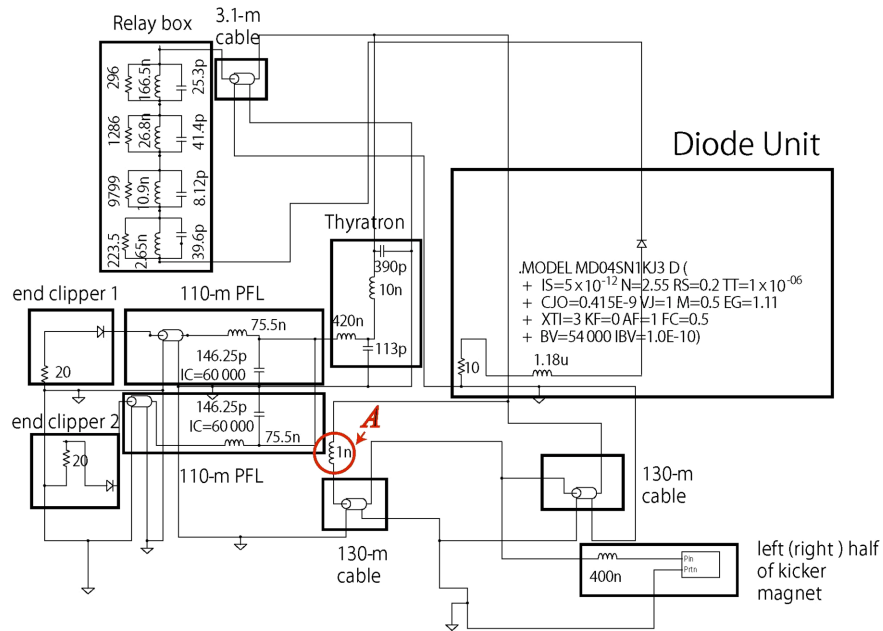 Relay box
3.1-m
cable
296
166.5n
25.3p
1286
26.8n
41.4p
9799
10.9n
8.12p
223.5
2.65n
39.6p
Diode Unit
Thyratron
390p
10n
.MODEL MD04SN1KJ3 D (
+ IS=5×10⁻¹² N=2.55 RS=0.2 TT=1×10⁻⁰⁶
+ CJO=0.415E-9 VJ=1 M=0.5 EG=1.11
+ XTI=3 KF=0 AF=1 FC=0.5
+ BV=54 000 IBV=1.0E-10)
end clipper 1
110-m PFL
75.5n
420n
113p
146.25p
IC=60 000
20
10
1.18u
146.25p
IC=60 000
75.5n
end clipper 2
20
110-m PFL
A
1n
130-m
cable
130-m
cable
400n
Pin
Prtn
left (right ) half
of kicker
magnet